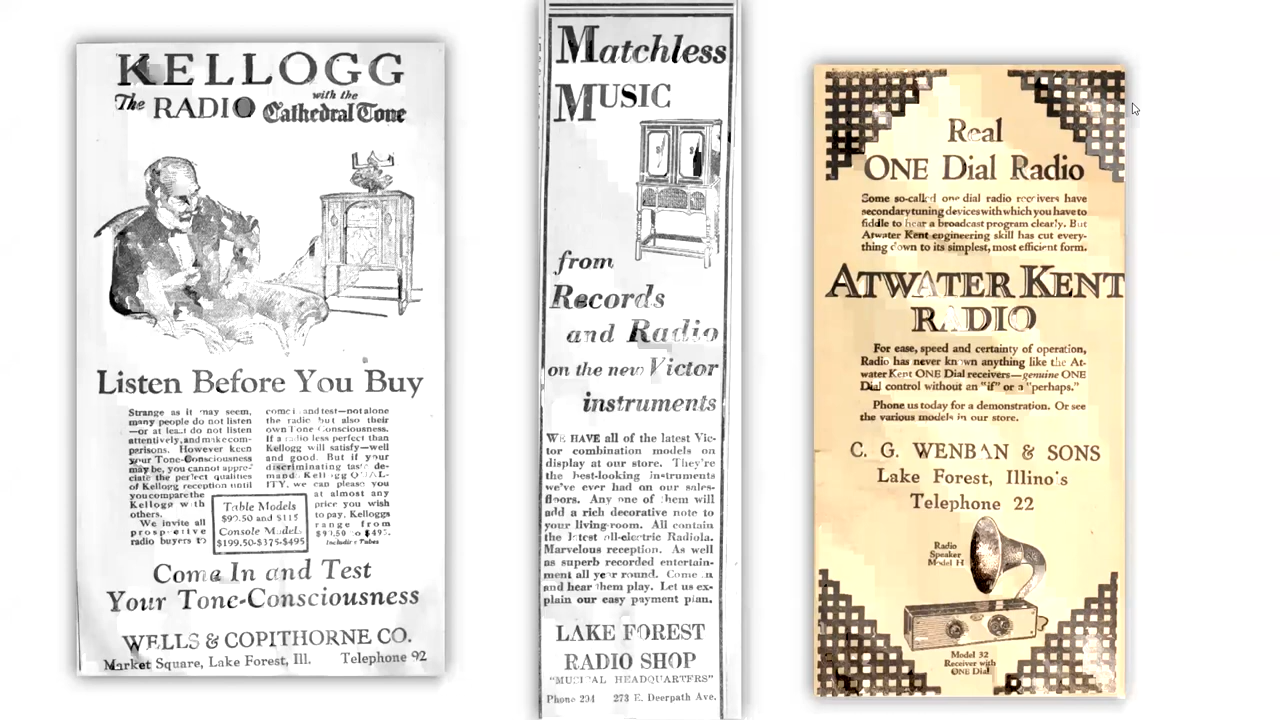 KELLOGG
with the
The RADIO Cathedral Tone
Listen Before You Buy
Strange as it may seem,
many people do not listen
—or at least do not listen
attentively, and make com-
parisons. However keen
your Tone-Consciousness
may be, you cannot appre-
ciate the perfect qualities
of Kellogg reception until
you compare the
Kellogg with
others.
We invite all
prospective
radio buyers to
come in and test—not alone
the radio but also their
own Tone Consciousness.
If a radio less perfect than
Kellogg will satisfy—well
and good. But if your
discriminating taste de-
mands Kellogg QUAL-
ITY, we can please you
at almost any
price you wish
to pay. Kelloggs
range from
to $495.
Includes Tubes
Table Models
and $115
Console Models
$199.50-$375-$495
Come In and Test
Your Tone-Consciousness
WELLS & COPITHORNE CO.
Market Square, Lake Forest, Ill. Telephone 92
Matchless
MUSIC
from
Records
and Radio
on the new Victor
instruments
WE HAVE all of the latest Vic-
tor combination models on
display at our store. They're
the best-looking instruments
we've ever had on our sales-
floors. Any one of them will
add a rich decorative note to
your living-room. All contain
the latest all-electric Radiola.
Marvelous reception. As well
as superb recorded entertain-
ment all year round. Come in
and hear them play. Let us ex-
plain our easy payment plan.
LAKE FOREST
RADIO SHOP
"MUSICAL HEADQUARTERS"
Phone 294 273 E. Deerpath Ave.
Real
ONE Dial Radio
Some so-called one dial radio receivers have
secondary tuning devices with which you have to
fiddle to hear a broadcast program clearly. But
Atwater Kent engineering skill has cut every-
thing down to its simplest, most efficient form.
ATWATER KENT
RADIO
For ease, speed and certainty of operation,
Radio has never known anything like the At-
water Kent ONE Dial receivers—genuine ONE
Dial control without an "if" or a "perhaps."
Phone us today for a demonstration. Or see
the various models in our store.
C. G. WENBAN & SONS
Lake Forest, Illinois
Telephone 22
Radio
Speaker
Model H
Model 32
Receiver with
ONE Dial